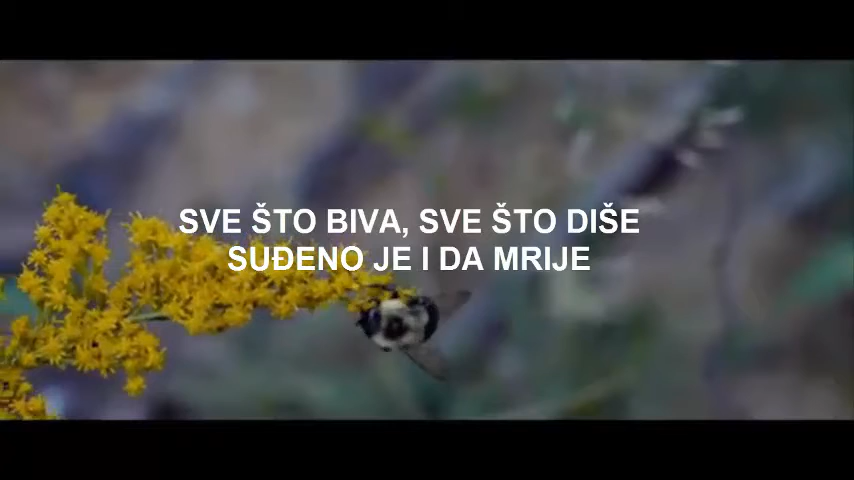 SVE ŠTO BIVA, SVE ŠTO DIŠE
SUĐENO JE I DA MRIJE